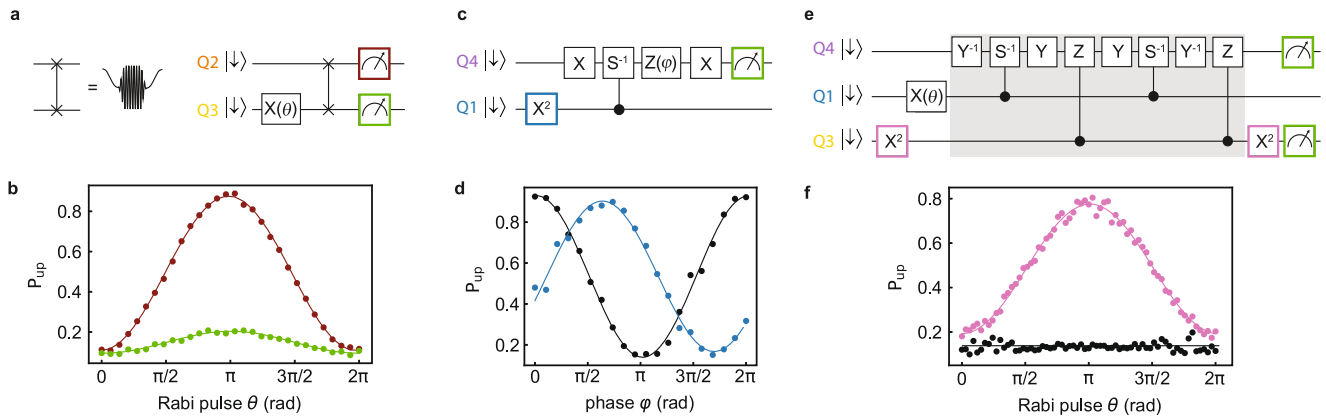 a
=
Q2 |↓⟩
Q3 |↓⟩ X(θ)
b
P_up
0.8
0.6
0.4
0.2
0 π/2 π 3π/2 2π
Rabi pulse θ (rad)
c
Q4 |↓⟩ X S⁻¹ Z(φ) X
Q1 |↓⟩ X²
d
P_up
0.8
0.6
0.4
0.2
0 π/2 π 3π/2 2π
phase φ (rad)
e
Q4 |↓⟩ Y⁻¹ S⁻¹ Y Z Y S⁻¹ Y⁻¹ Z
Q1 |↓⟩ X(θ)
Q3 |↓⟩ X² X²
f
P_up
0.8
0.6
0.4
0.2
0 π/2 π 3π/2 2π
Rabi pulse θ (rad)